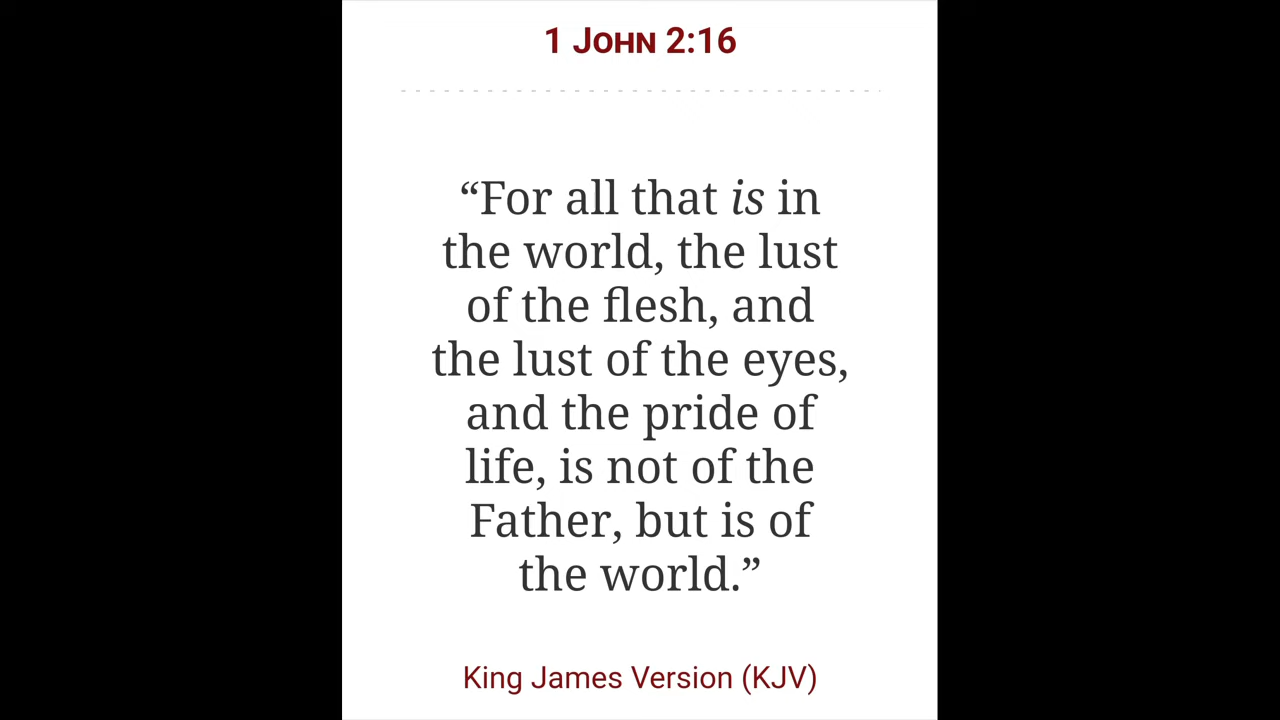 1 John 2:16
“For all that is in
the world, the lust
of the flesh, and
the lust of the eyes,
and the pride of
life, is not of the
Father, but is of
the world.”
King James Version (KJV)